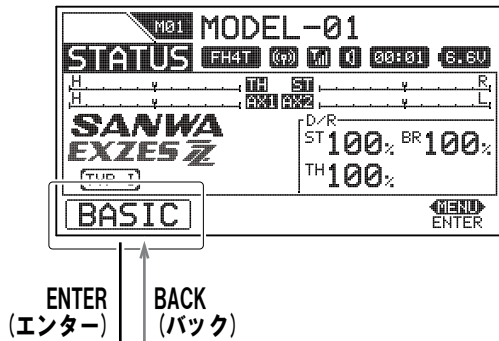 M01 MODEL-01
STATUS FH4T 00:01 6.6V
H TH ST R
H AX1 AX2 L
SANWA
EXZES Z
D/R
ST100% BR100%
TH100%
TYP-I
BASIC
MENU
ENTER
ENTER BACK
(エンター) (バック)